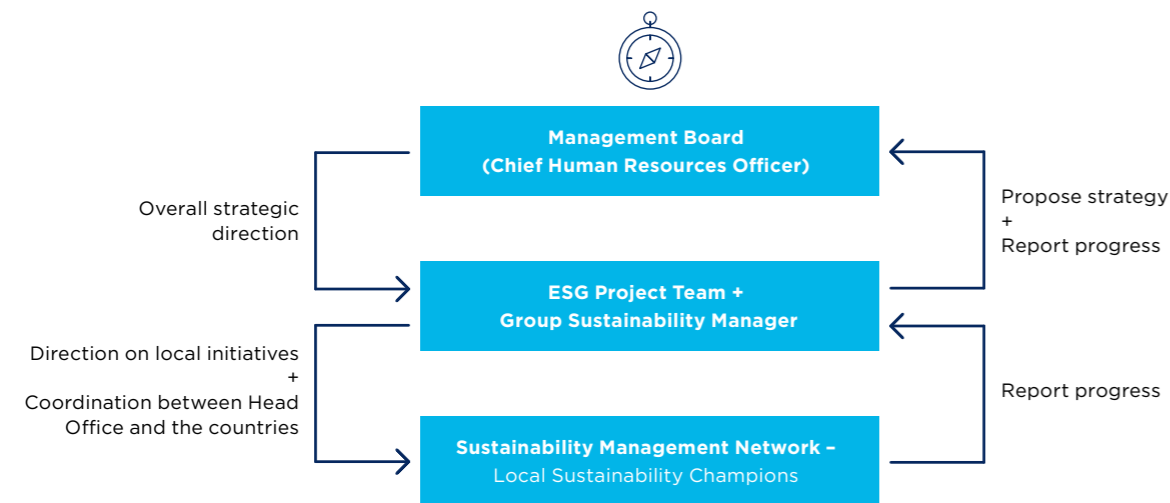 Management Board
(Chief Human Resources Officer)
Overall strategic
direction
Propose strategy
+
Report progress
ESG Project Team +
Group Sustainability Manager
Direction on local initiatives
+
Coordination between Head
Office and the countries
Report progress
Sustainability Management Network –
Local Sustainability Champions